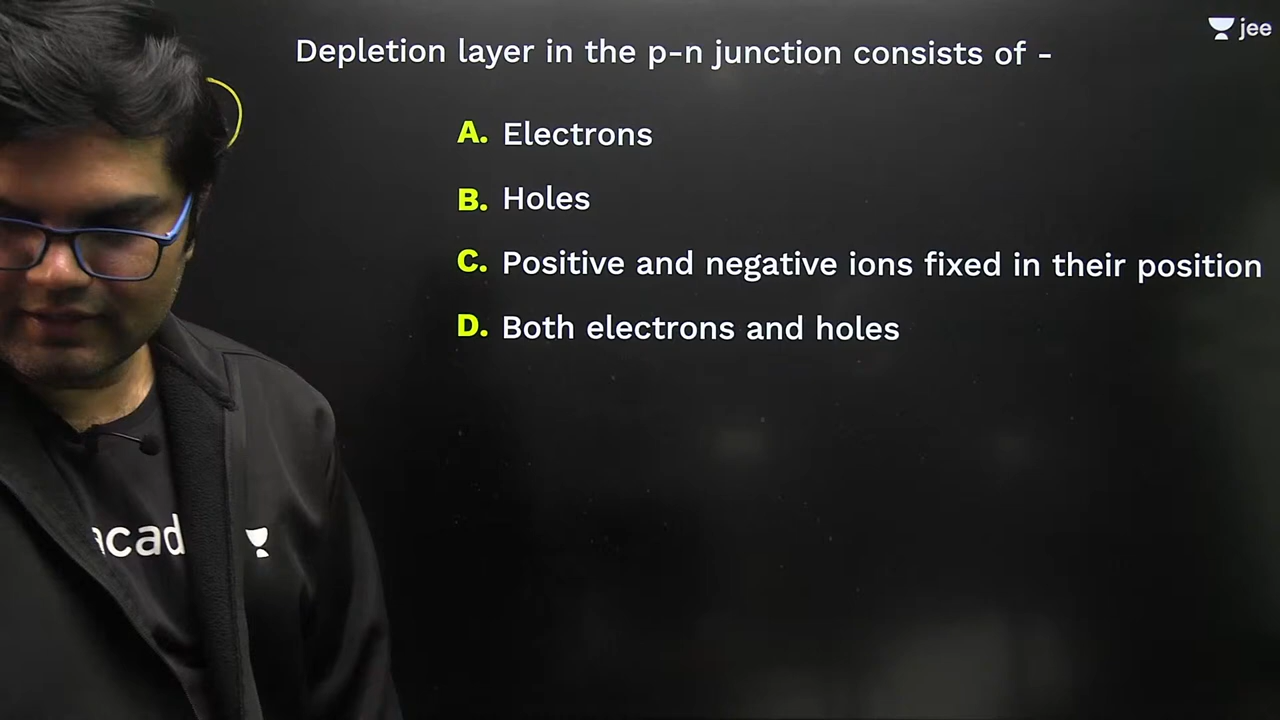 jee
Depletion layer in the p-n junction consists of -
A. Electrons
B. Holes
C. Positive and negative ions fixed in their position
D. Both electrons and holes
acad